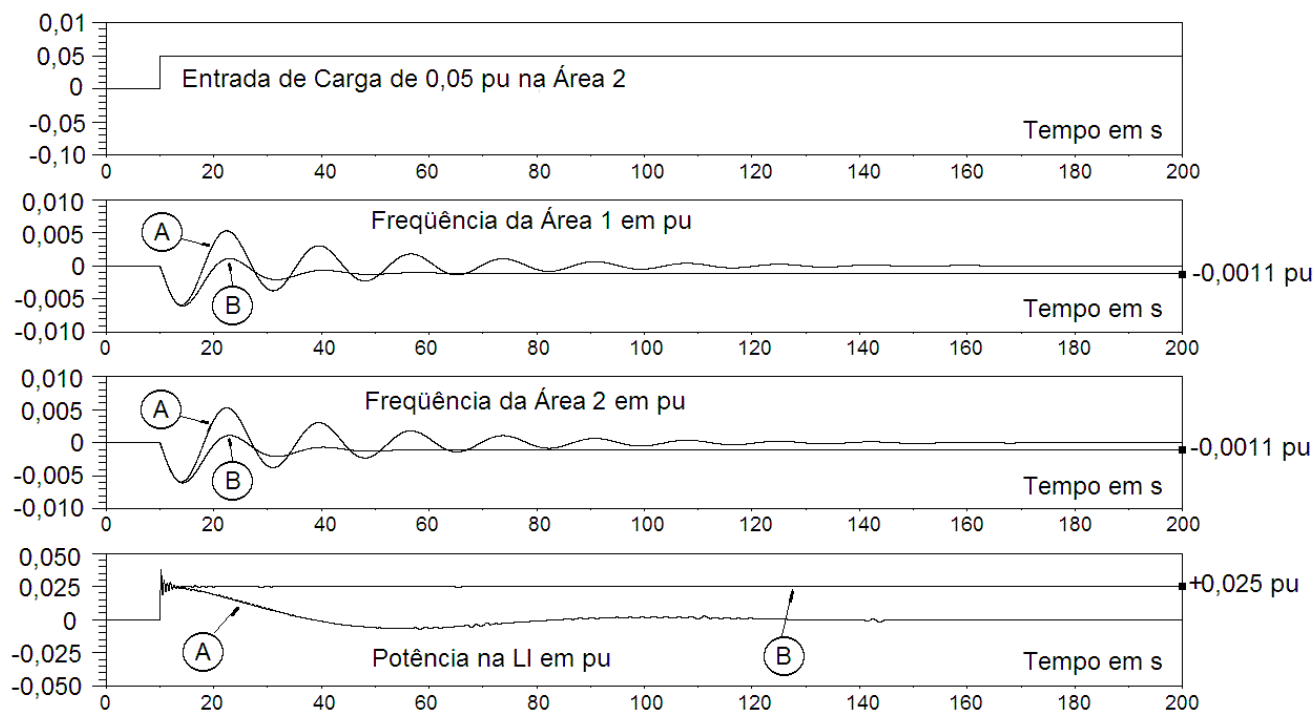 0,01
0,05
0
-0,05
-0,10
Entrada de Carga de 0,05 pu na Área 2
Tempo em s
0 20 40 60 80 100 120 140 160 180 200
0,010
0,005
0
-0,005
-0,010
A
B
Freqüência da Área 1 em pu
-0,0011 pu
Tempo em s
0 20 40 60 80 100 120 140 160 180 200
0,010
0,005
0
-0,005
-0,010
A
B
Freqüência da Área 2 em pu
-0,0011 pu
Tempo em s
0 20 40 60 80 100 120 140 160 180 200
0,050
0,025
0
-0,025
-0,050
+0,025 pu
A
Potência na LI em pu
B
Tempo em s
0 20 40 60 80 100 120 140 160 180 200